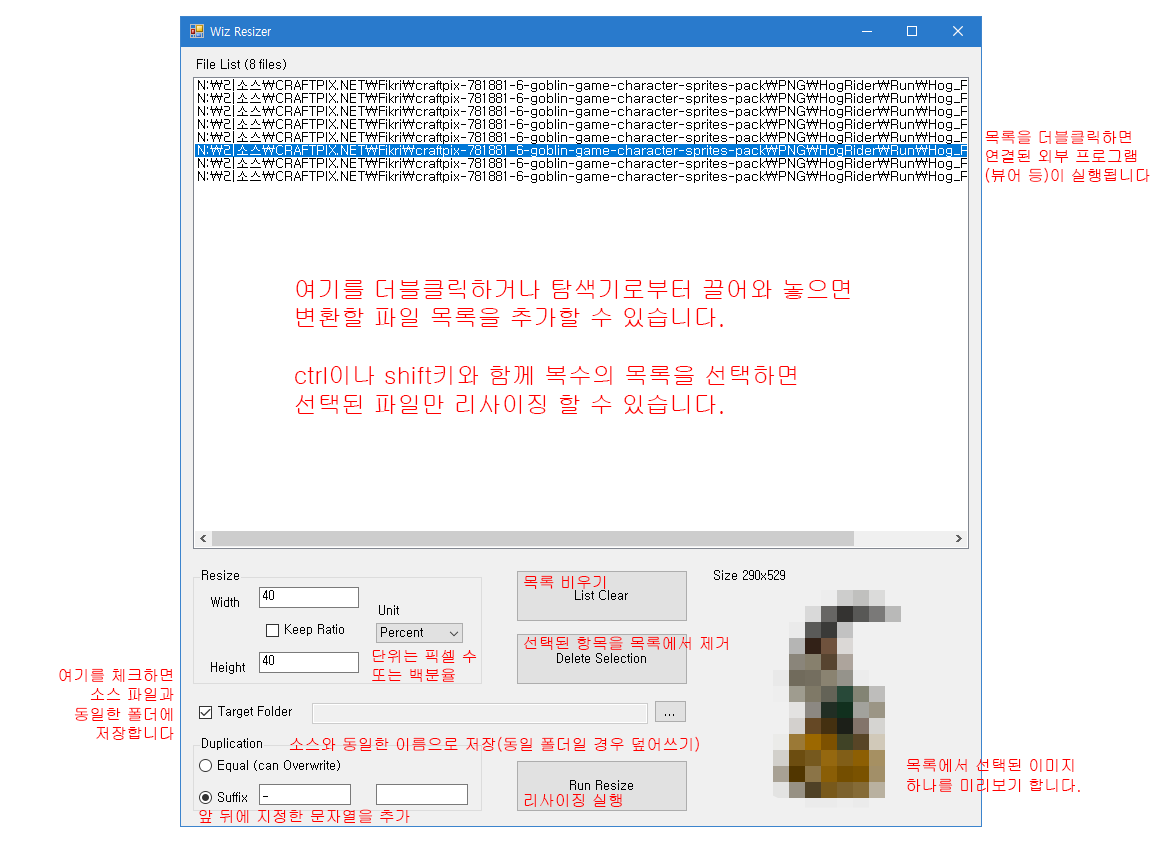 Wiz Resizer
File List (8 files)
N:₩리소스₩CRAFTPIX.NET₩Fikri₩craftpix-781881-6-goblin-game-character-sprites-pack₩PNG₩HogRider₩Run₩Hog_F
N:₩리소스₩CRAFTPIX.NET₩Fikri₩craftpix-781881-6-goblin-game-character-sprites-pack₩PNG₩HogRider₩Run₩Hog_F
N:₩리소스₩CRAFTPIX.NET₩Fikri₩craftpix-781881-6-goblin-game-character-sprites-pack₩PNG₩HogRider₩Run₩Hog_F
N:₩리소스₩CRAFTPIX.NET₩Fikri₩craftpix-781881-6-goblin-game-character-sprites-pack₩PNG₩HogRider₩Run₩Hog_F
N:₩리소스₩CRAFTPIX.NET₩Fikri₩craftpix-781881-6-goblin-game-character-sprites-pack₩PNG₩HogRider₩Run₩Hog_F
N:₩리소스₩CRAFTPIX.NET₩Fikri₩craftpix-781881-6-goblin-game-character-sprites-pack₩PNG₩HogRider₩Run₩Hog_F
N:₩리소스₩CRAFTPIX.NET₩Fikri₩craftpix-781881-6-goblin-game-character-sprites-pack₩PNG₩HogRider₩Run₩Hog_F
N:₩리소스₩CRAFTPIX.NET₩Fikri₩craftpix-781881-6-goblin-game-character-sprites-pack₩PNG₩HogRider₩Run₩Hog_F
목록을 더블클릭하면
연결된 외부 프로그램
(뷰어 등)이 실행됩니다
여기를 더블클릭하거나 탐색기로부터 끌어와 놓으면
변환할 파일 목록을 추가할 수 있습니다.
ctrl이나 shift키와 함께 복수의 목록을 선택하면
선택된 파일만 리사이징 할 수 있습니다.
Resize
Width
40
Keep Ratio
Height
40
Unit
Percent
단위는 픽셀 수
또는 백분율
목록 비우기
List Clear
선택된 항목을 목록에서 제거
Delete Selection
Size 290x529
여기를 체크하면
소스 파일과
동일한 폴더에
저장합니다
Target Folder
...
Duplication
소스와 동일한 이름으로 저장(동일 폴더일 경우 덮어쓰기)
Equal (can Overwrite)
Suffix
-
앞 뒤에 지정한 문자열을 추가
Run Resize
리사이징 실행
목록에서 선택된 이미지
하나를 미리보기 합니다.